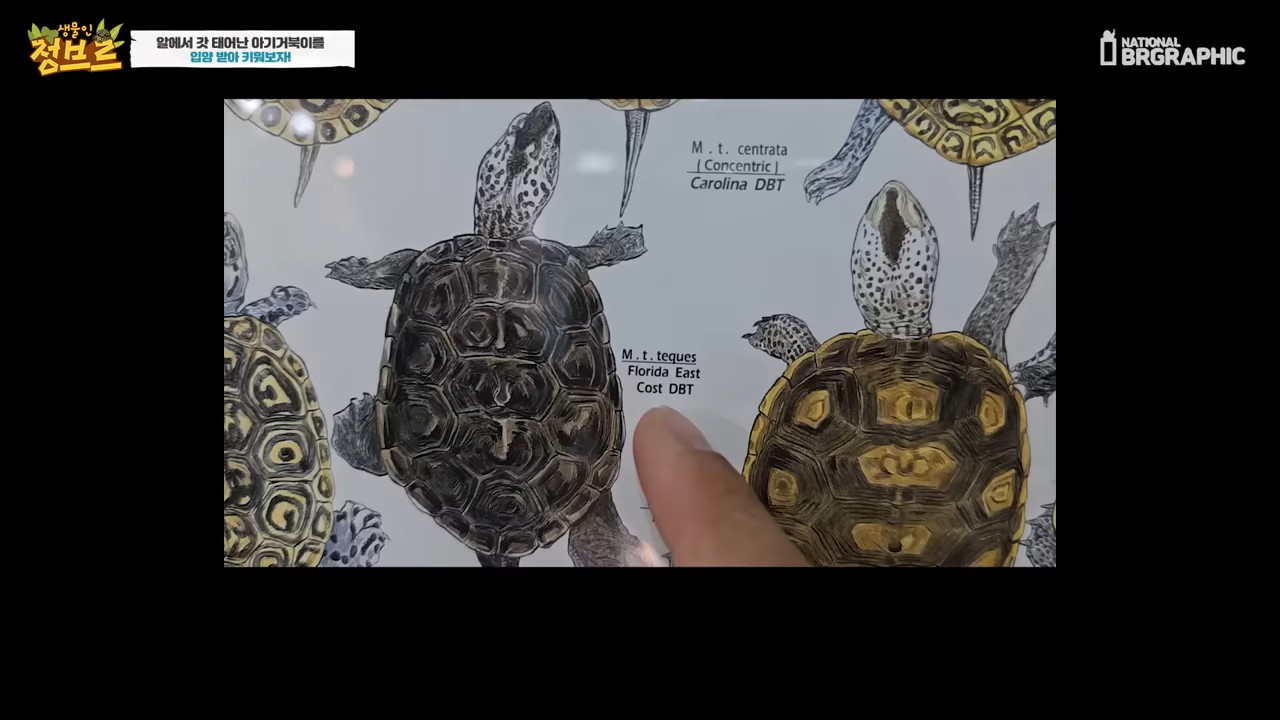 생물인
정브르
알에서 갓 태어난 아기거북이를
입양 받아 키워보자!
NATIONAL
BRGRAPHIC
M . t . centrata
( Concentric )
Carolina DBT
M . t . teques
Florida East
Cost DBT